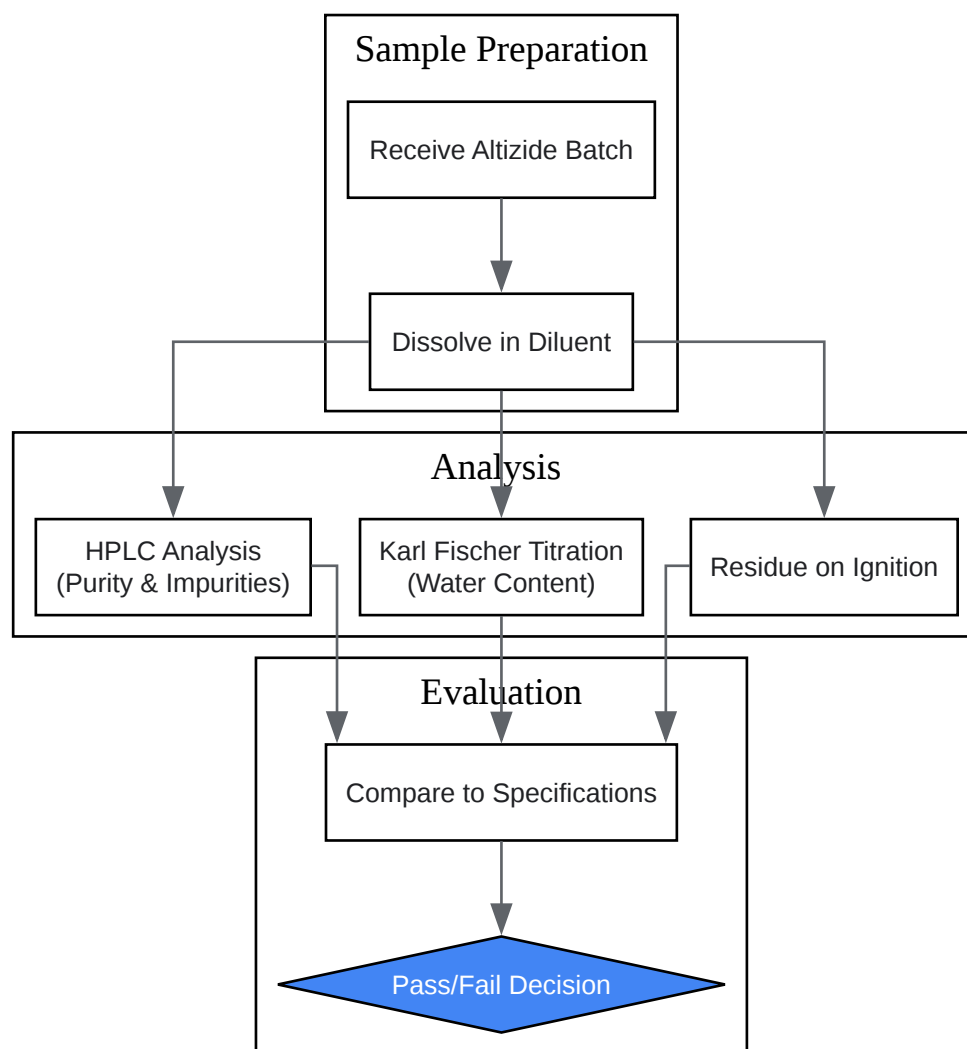 Sample Preparation
Receive Altizide Batch
Dissolve in Diluent
Analysis
HPLC Analysis
(Purity & Impurities)
Karl Fischer Titration
(Water Content)
Residue on Ignition
Evaluation
Compare to Specifications
Pass/Fail Decision